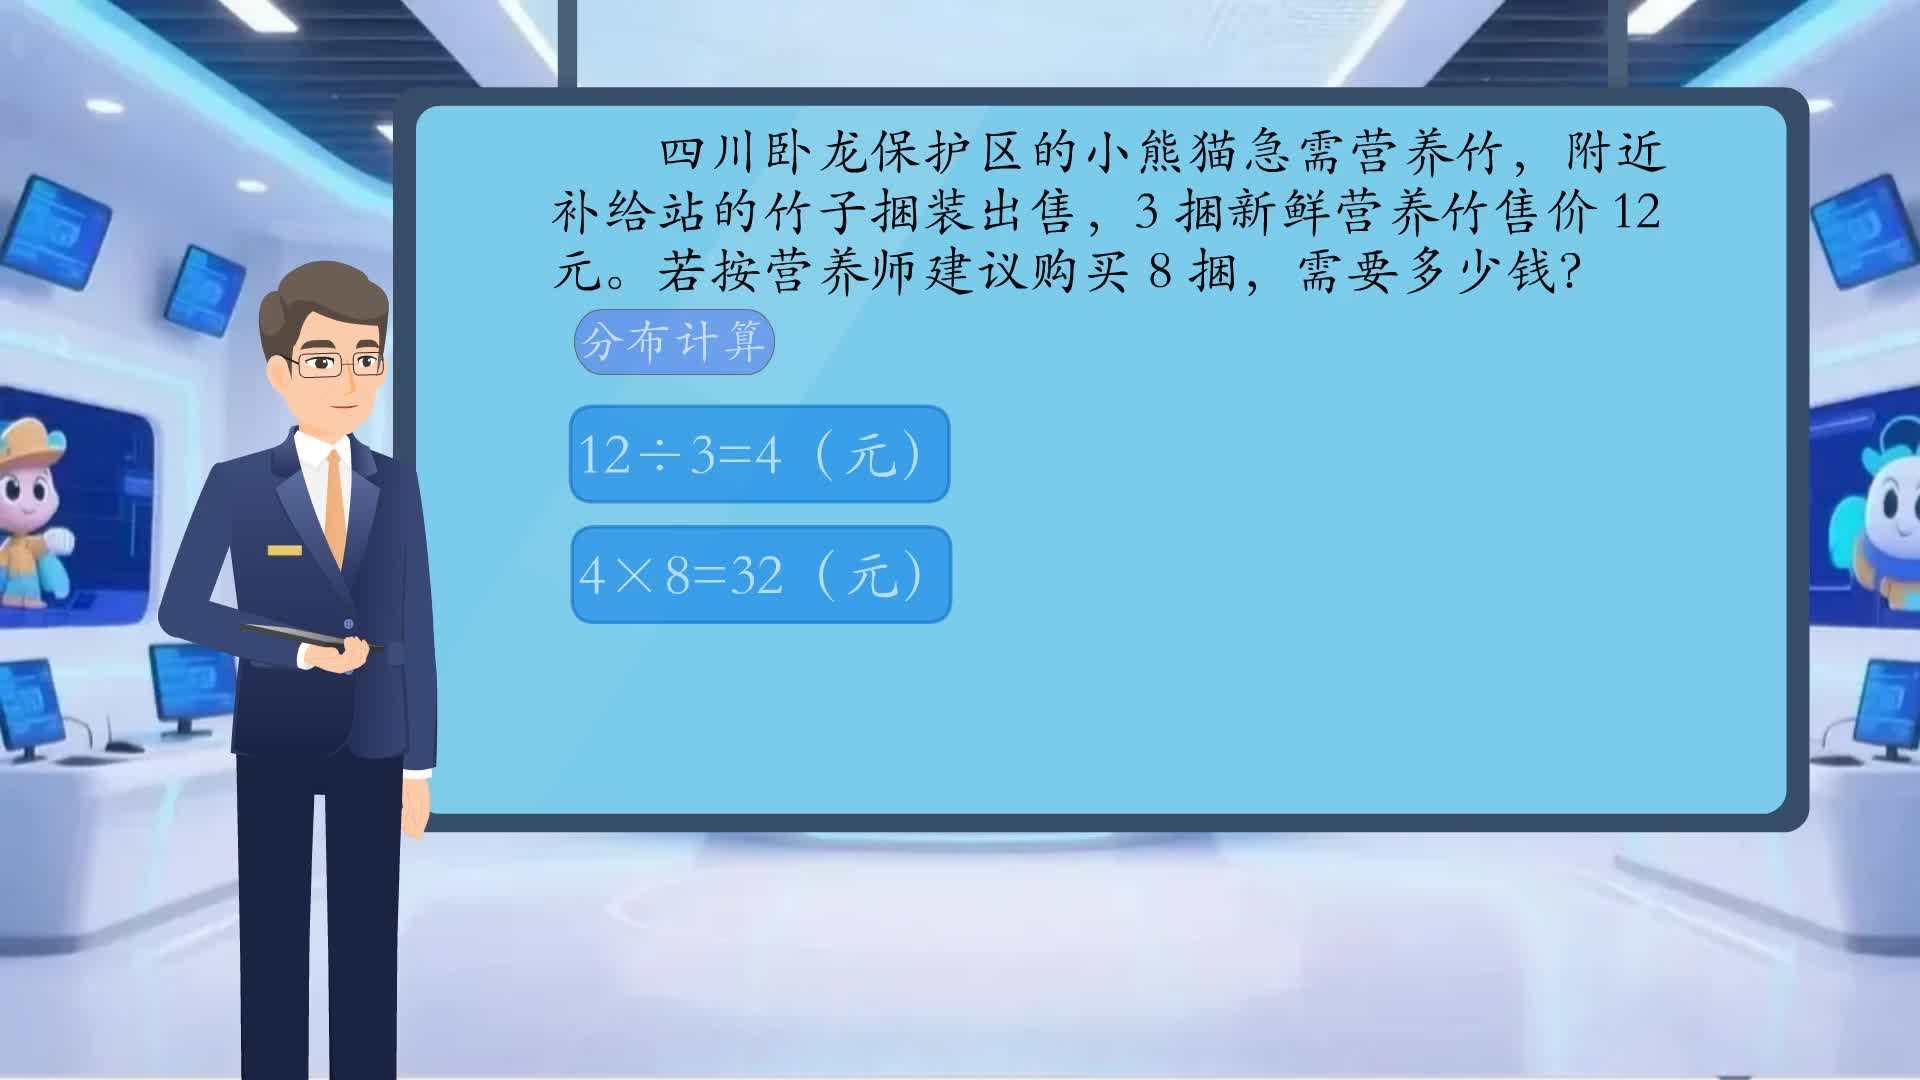 四川卧龙保护区的小熊猫急需营养竹，附近
补给站的竹子捆装出售，3 捆新鲜营养竹售价 12
元。若按营养师建议购买 8 捆，需要多少钱？
分布计算
12÷3=4（元）
4×8=32（元）